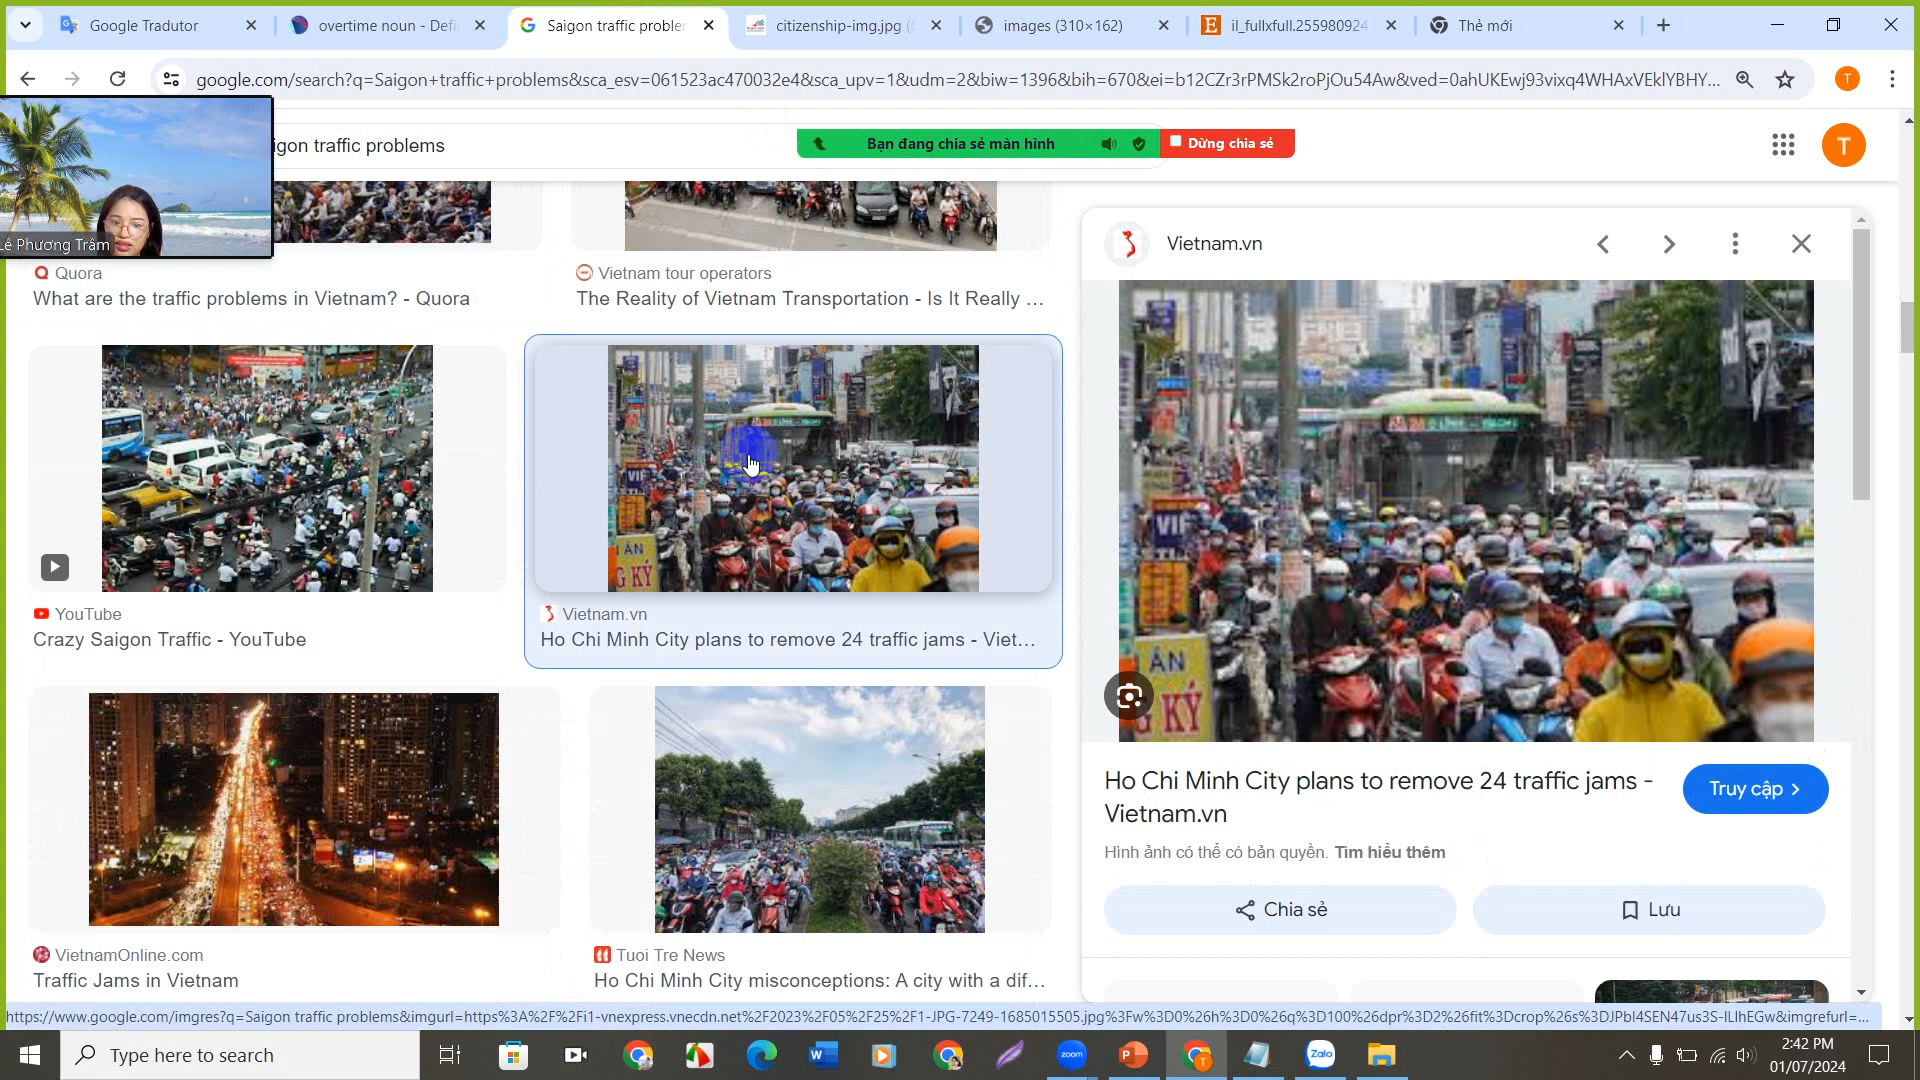 Google Tradutor
overtime noun - Defi
Saigon traffic probler
citizenship-img.jpg (
images (310×162)
il_fullxfull.255980924
Thẻ mới
google.com/search?q=Saigon+traffic+problems&sca_esv=061523ac470032e4&sca_upv=1&udm=2&biw=1396&bih=670&ei=b12CZr3rPMSk2roPjOu54Aw&ved=0ahUKEwj93vixq4WHAxVEklYBHY...
T
igon traffic problems
Bạn đang chia sẻ màn hình
Dừng chia sẻ
T
Lê Phương Trâm
Quora
What are the traffic problems in Vietnam? - Quora
Vietnam tour operators
The Reality of Vietnam Transportation - Is It Really ...
YouTube
Crazy Saigon Traffic - YouTube
Vietnam.vn
Ho Chi Minh City plans to remove 24 traffic jams - Viet...
VietnamOnline.com
Traffic Jams in Vietnam
Tuoi Tre News
Ho Chi Minh City misconceptions: A city with a dif...
Vietnam.vn
VIF
ÁN
G KÝ
Ho Chi Minh City plans to remove 24 traffic jams -
Vietnam.vn
Truy cập
Hình ảnh có thể có bản quyền. Tìm hiểu thêm
Chia sẻ
Lưu
https://www.google.com/imgres?q=Saigon traffic problems&imgurl=https%3A%2F%2Fi1-vnexpress.vnecdn.net%2F2023%2F05%2F25%2F1-JPG-7249-1685015505.jpg%3Fw%3D0%26h%3D0%26q%3D100%26dpr%3D2%26fit%3Dcrop%26s%3DJPbI4SEN47us3S-ILIhEGw&imgrefurl=...
Type here to search
zoom
Zalo
2:42 PM
01/07/2024